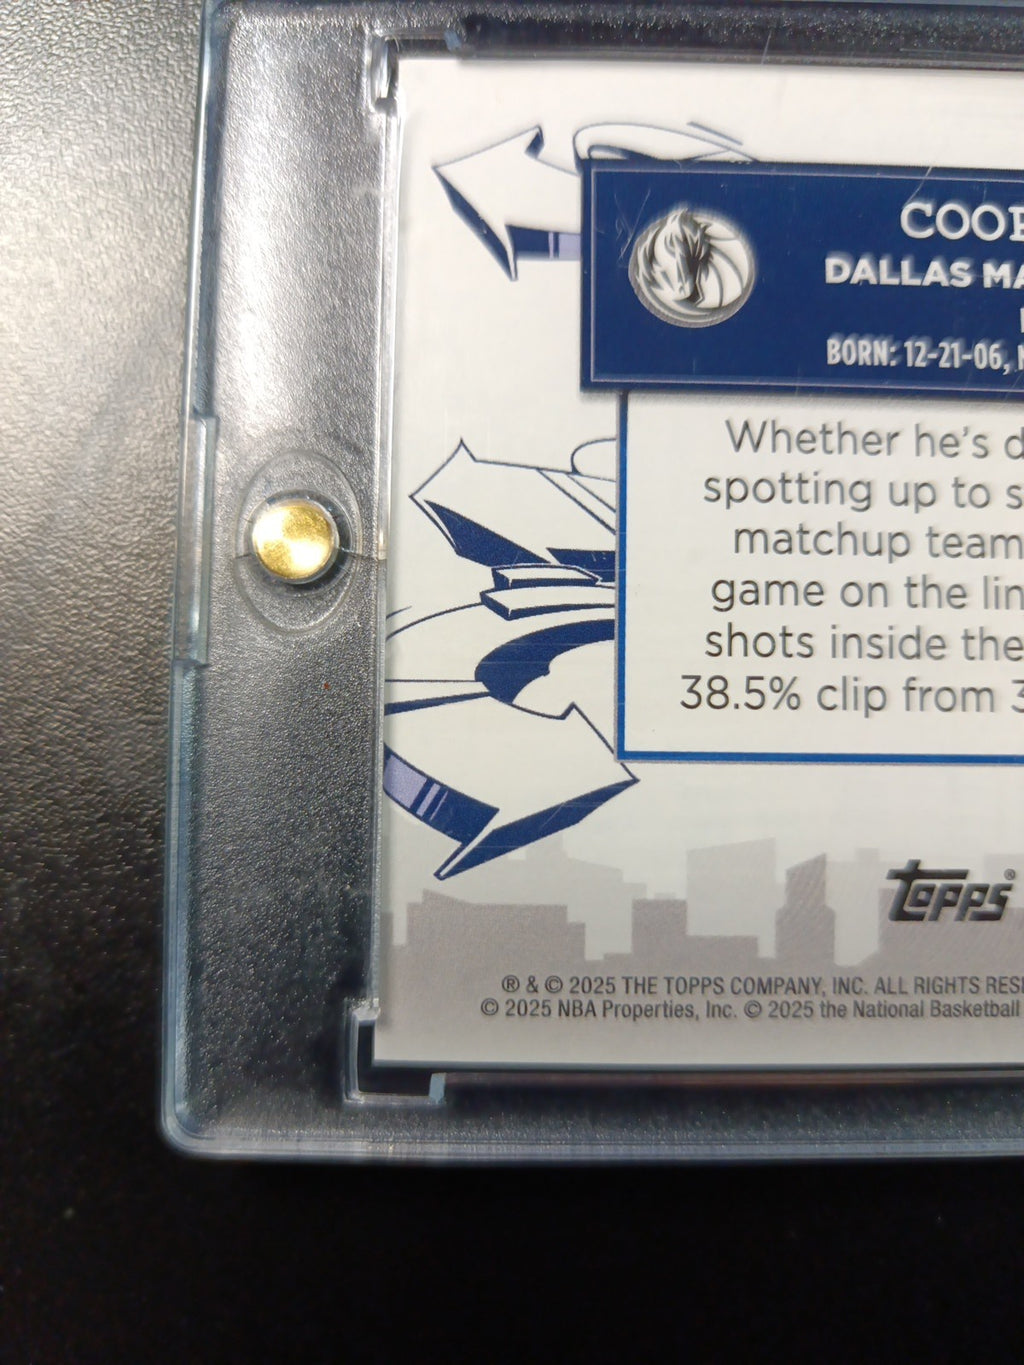 COO
DALLAS MA
BORN: 12-21-06,
Whether he's d
spotting up to s
matchup team
game on the lin
shots inside the
38.5% clip from 3
topps®
® & © 2025 THE TOPPS COMPANY, INC. ALL RIGHTS RES
© 2025 NBA Properties, Inc. © 2025 the National Basketball